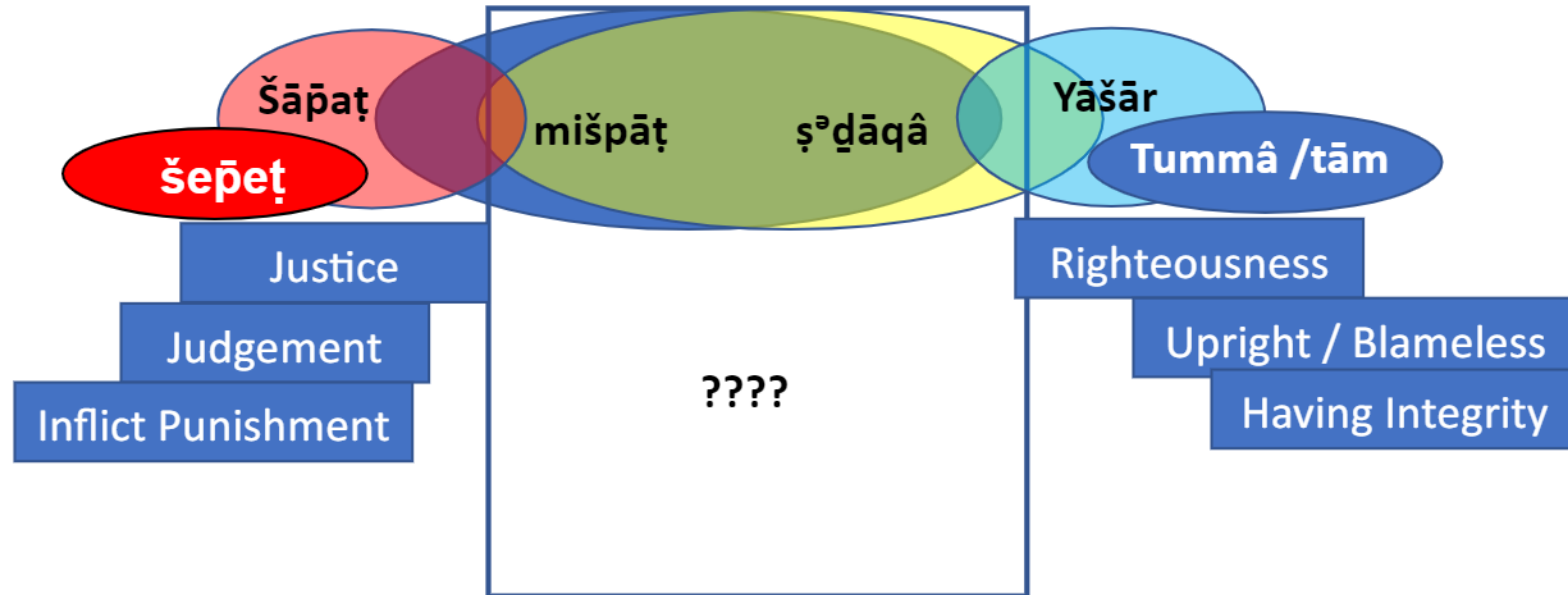 Šāp̄aṭ
mišpāṭ
ṣᵊḏāqâ
Yāšār
šep̄eṭ
Tummâ /tām
Justice
Righteousness
Judgement
Upright / Blameless
Inflict Punishment
????
Having Integrity